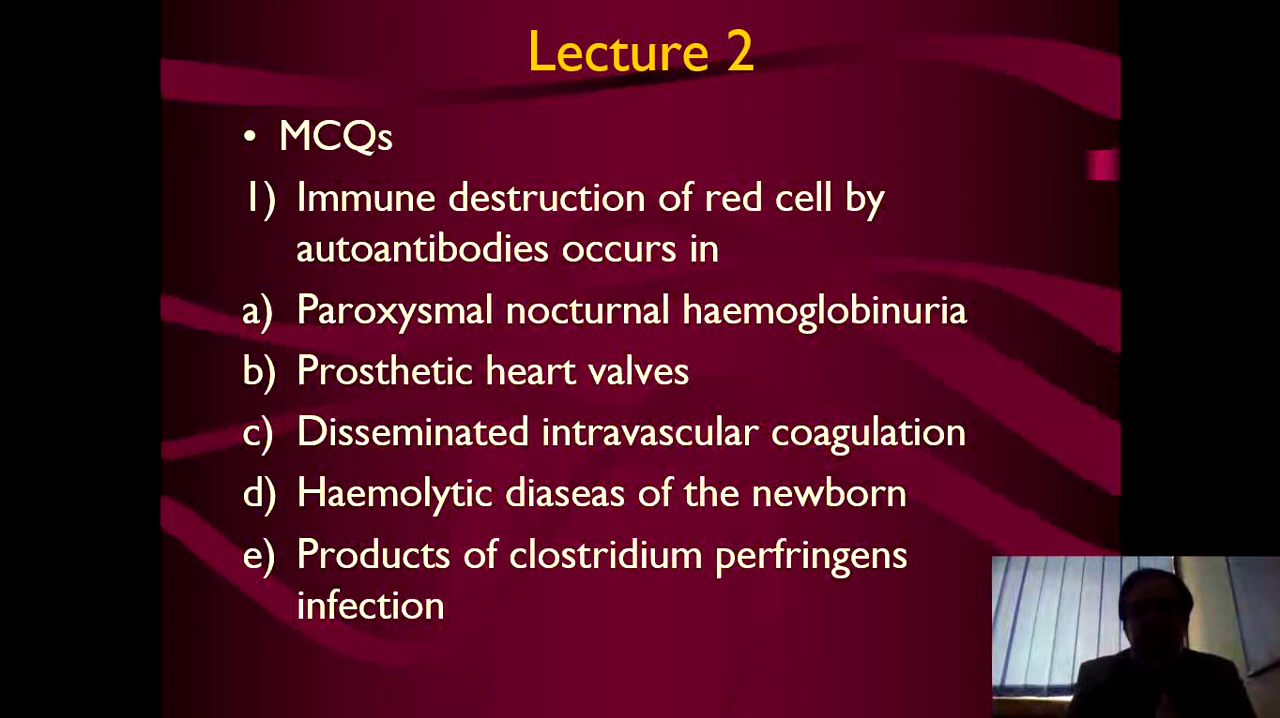 Lecture 2
• MCQs
1) Immune destruction of red cell by
autoantibodies occurs in
a) Paroxysmal nocturnal haemoglobinuria
b) Prosthetic heart valves
c) Disseminated intravascular coagulation
d) Haemolytic diaseas of the newborn
e) Products of clostridium perfringens
infection